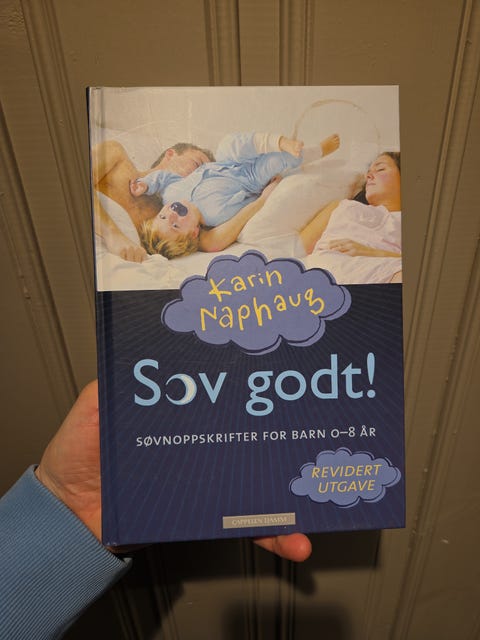 Karin
Naphaug
Sov godt!
SØVNOPPSKRIFTER FOR BARN 0–8 ÅR
REVIDERT
UTGAVE
CAPPELEN DAMM